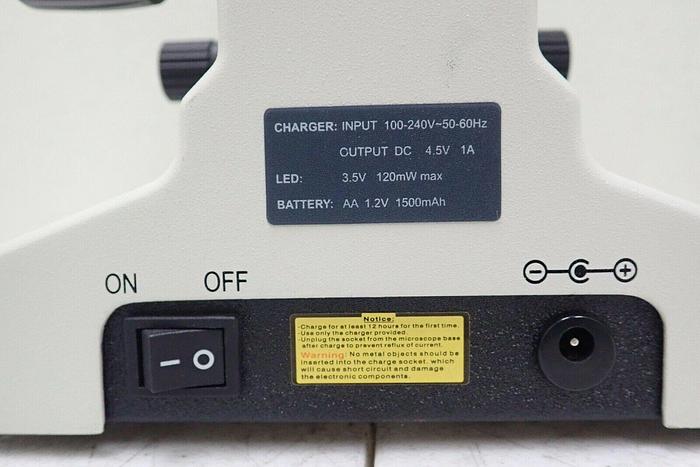 CHARGER: INPUT 100-240V~50-60Hz
OUTPUT DC 4.5V 1A
LED: 3.5V 120mW max
BATTERY: AA 1.2V 1500mAh
ON OFF
Notice:
-Charge for at least 12 hours for the first time.
-Use only the charger provided.
-Unplug the socket from the microscope base
after charge to prevent reflux of current.
Warning: No metal objects should be
inserted into the charge socket. which
will cause short circuit and damage
the electronic components.